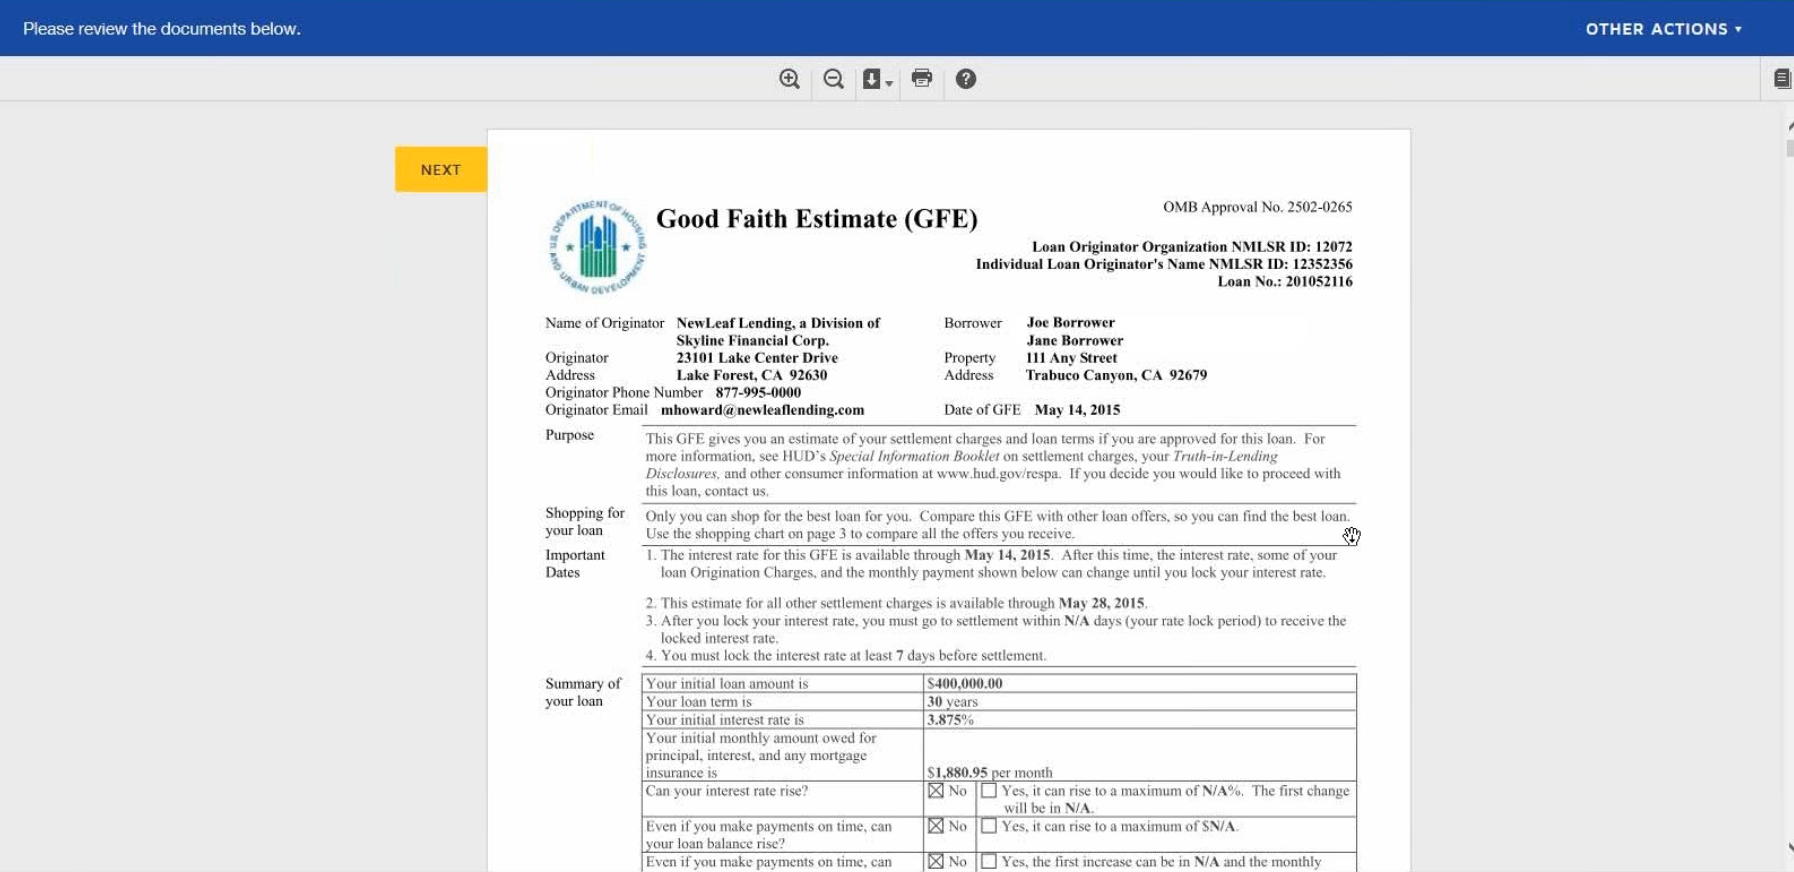 Please review the documents below.
OTHER ACTIONS
NEXT
U.S. DEPARTMENT OF HOUSING
AND URBAN DEVELOPMENT
Good Faith Estimate (GFE)
OMB Approval No. 2502-0265
Loan Originator Organization NMLSR ID: 12072
Individual Loan Originator's Name NMLSR ID: 12352356
Loan No.: 201052116
Name of Originator NewLeaf Lending, a Division of
Skyline Financial Corp.
Originator 23101 Lake Center Drive
Address Lake Forest, CA 92630
Originator Phone Number 877-995-0000
Originator Email mhoward@newleaflending.com
Borrower Joe Borrower
Jane Borrower
Property 111 Any Street
Address Trabuco Canyon, CA 92679
Date of GFE May 14, 2015
Purpose
This GFE gives you an estimate of your settlement charges and loan terms if you are approved for this loan. For
more information, see HUD's Special Information Booklet on settlement charges, your Truth-in-Lending
Disclosures, and other consumer information at www.hud.gov/respa. If you decide you would like to proceed with
this loan, contact us.
Shopping for
your loan
Only you can shop for the best loan for you. Compare this GFE with other loan offers, so you can find the best loan.
Use the shopping chart on page 3 to compare all the offers you receive.
Important
Dates
1. The interest rate for this GFE is available through May 14, 2015. After this time, the interest rate, some of your
loan Origination Charges, and the monthly payment shown below can change until you lock your interest rate.
2. This estimate for all other settlement charges is available through May 28, 2015.
3. After you lock your interest rate, you must go to settlement within N/A days (your rate lock period) to receive the
locked interest rate.
4. You must lock the interest rate at least 7 days before settlement.
Summary of
your loan
Your initial loan amount is $400,000.00
Your loan term is 30 years
Your initial interest rate is 3.875%
Your initial monthly amount owed for
principal, interest, and any mortgage
insurance is $1,880.95 per month
Can your interest rate rise? No Yes, it can rise to a maximum of N/A%. The first change
will be in N/A.
Even if you make payments on time, can No Yes, it can rise to a maximum of $N/A.
your loan balance rise?
Even if you make payments on time, can No Yes, the first increase can be in N/A and the monthly